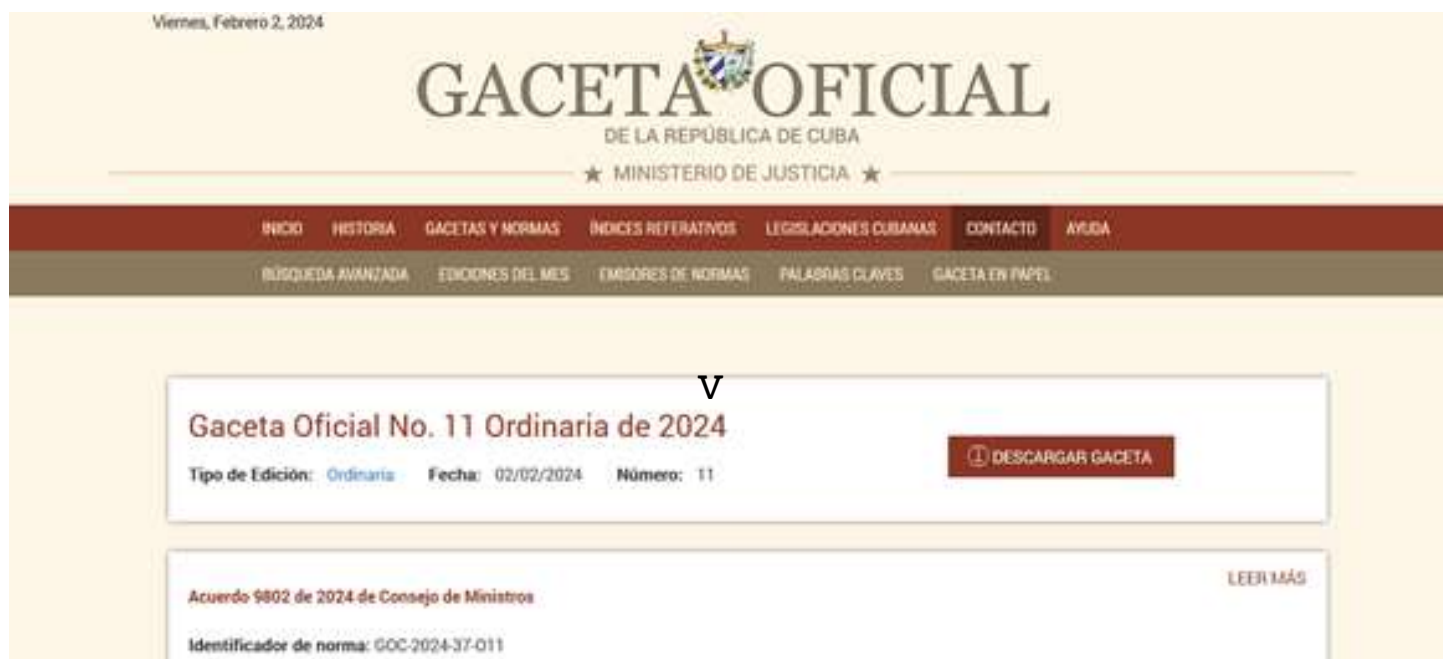 Viernes, Febrero 2, 2024
GACETA OFICIAL
DE LA REPÚBLICA DE CUBA
★ MINISTERIO DE JUSTICIA ★
INICIO HISTORIA GACETAS Y NORMAS ÍNDICES REFERATIVOS LEGISLACIONES CUBANAS CONTACTO AYUDA
BÚSQUEDA AVANZADA EDICIONES DEL MES EMISORES DE NORMAS PALABRAS CLAVES GACETA EN PAPEL
v
Gaceta Oficial No. 11 Ordinaria de 2024
DESCARGAR GACETA
Tipo de Edición: Ordinaria Fecha: 02/02/2024 Número: 11
LEER MÁS
Acuerdo 9802 de 2024 de Consejo de Ministros
Identificador de norma: GOC-2024-37-O11